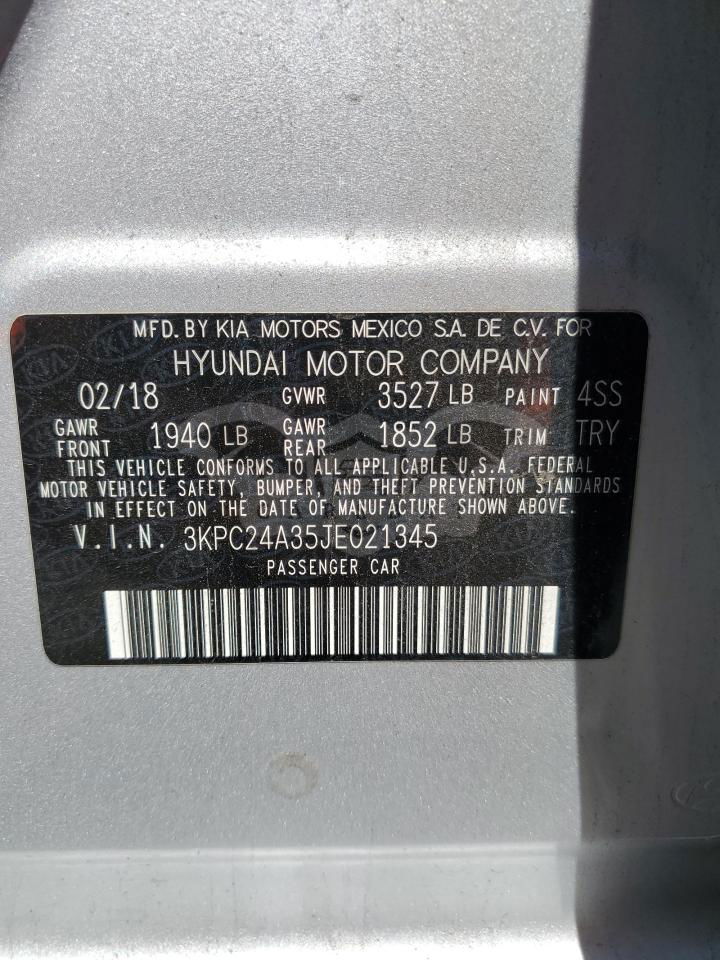 MFD. BY KIA MOTORS MEXICO S.A. DE C.V. FOR
HYUNDAI MOTOR COMPANY
02/18 GVWR 3527 LB PAINT 4SS
GAWR FRONT 1940 LB GAWR REAR 1852 LB TRIM TRY
THIS VEHICLE CONFORMS TO ALL APPLICABLE U.S.A. FEDERAL
MOTOR VEHICLE SAFETY, BUMPER, AND THEFT PREVENTION STANDARDS
IN EFFECT ON THE DATE OF MANUFACTURE SHOWN ABOVE.
V.I.N. 3KPC24A35JE021345
PASSENGER CAR